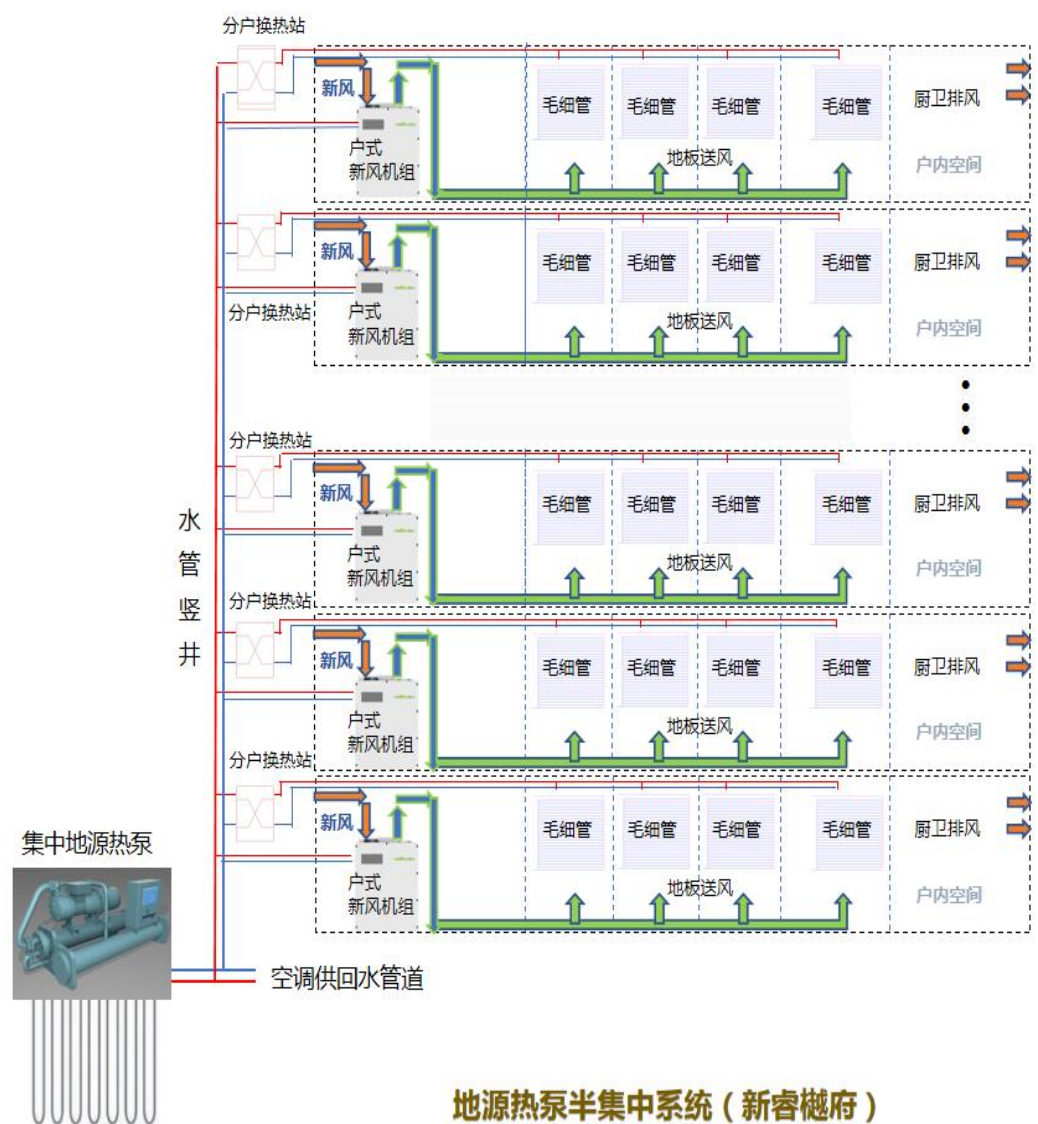 分户换热站
新风
毛细管
毛细管
毛细管
毛细管
厨卫排风
户式
新风机组
地板送风
户内空间
新风
毛细管
毛细管
毛细管
毛细管
厨卫排风
分户换热站
户式
新风机组
地板送风
户内空间
分户换热站
新风
毛细管
毛细管
毛细管
毛细管
厨卫排风
户式
新风机组
地板送风
户内空间
水管竖井
分户换热站
新风
毛细管
毛细管
毛细管
毛细管
厨卫排风
户式
新风机组
地板送风
户内空间
分户换热站
新风
毛细管
毛细管
毛细管
毛细管
厨卫排风
户式
新风机组
地板送风
户内空间
集中地源热泵
空调供回水管道
地源热泵半集中系统（新睿樾府）